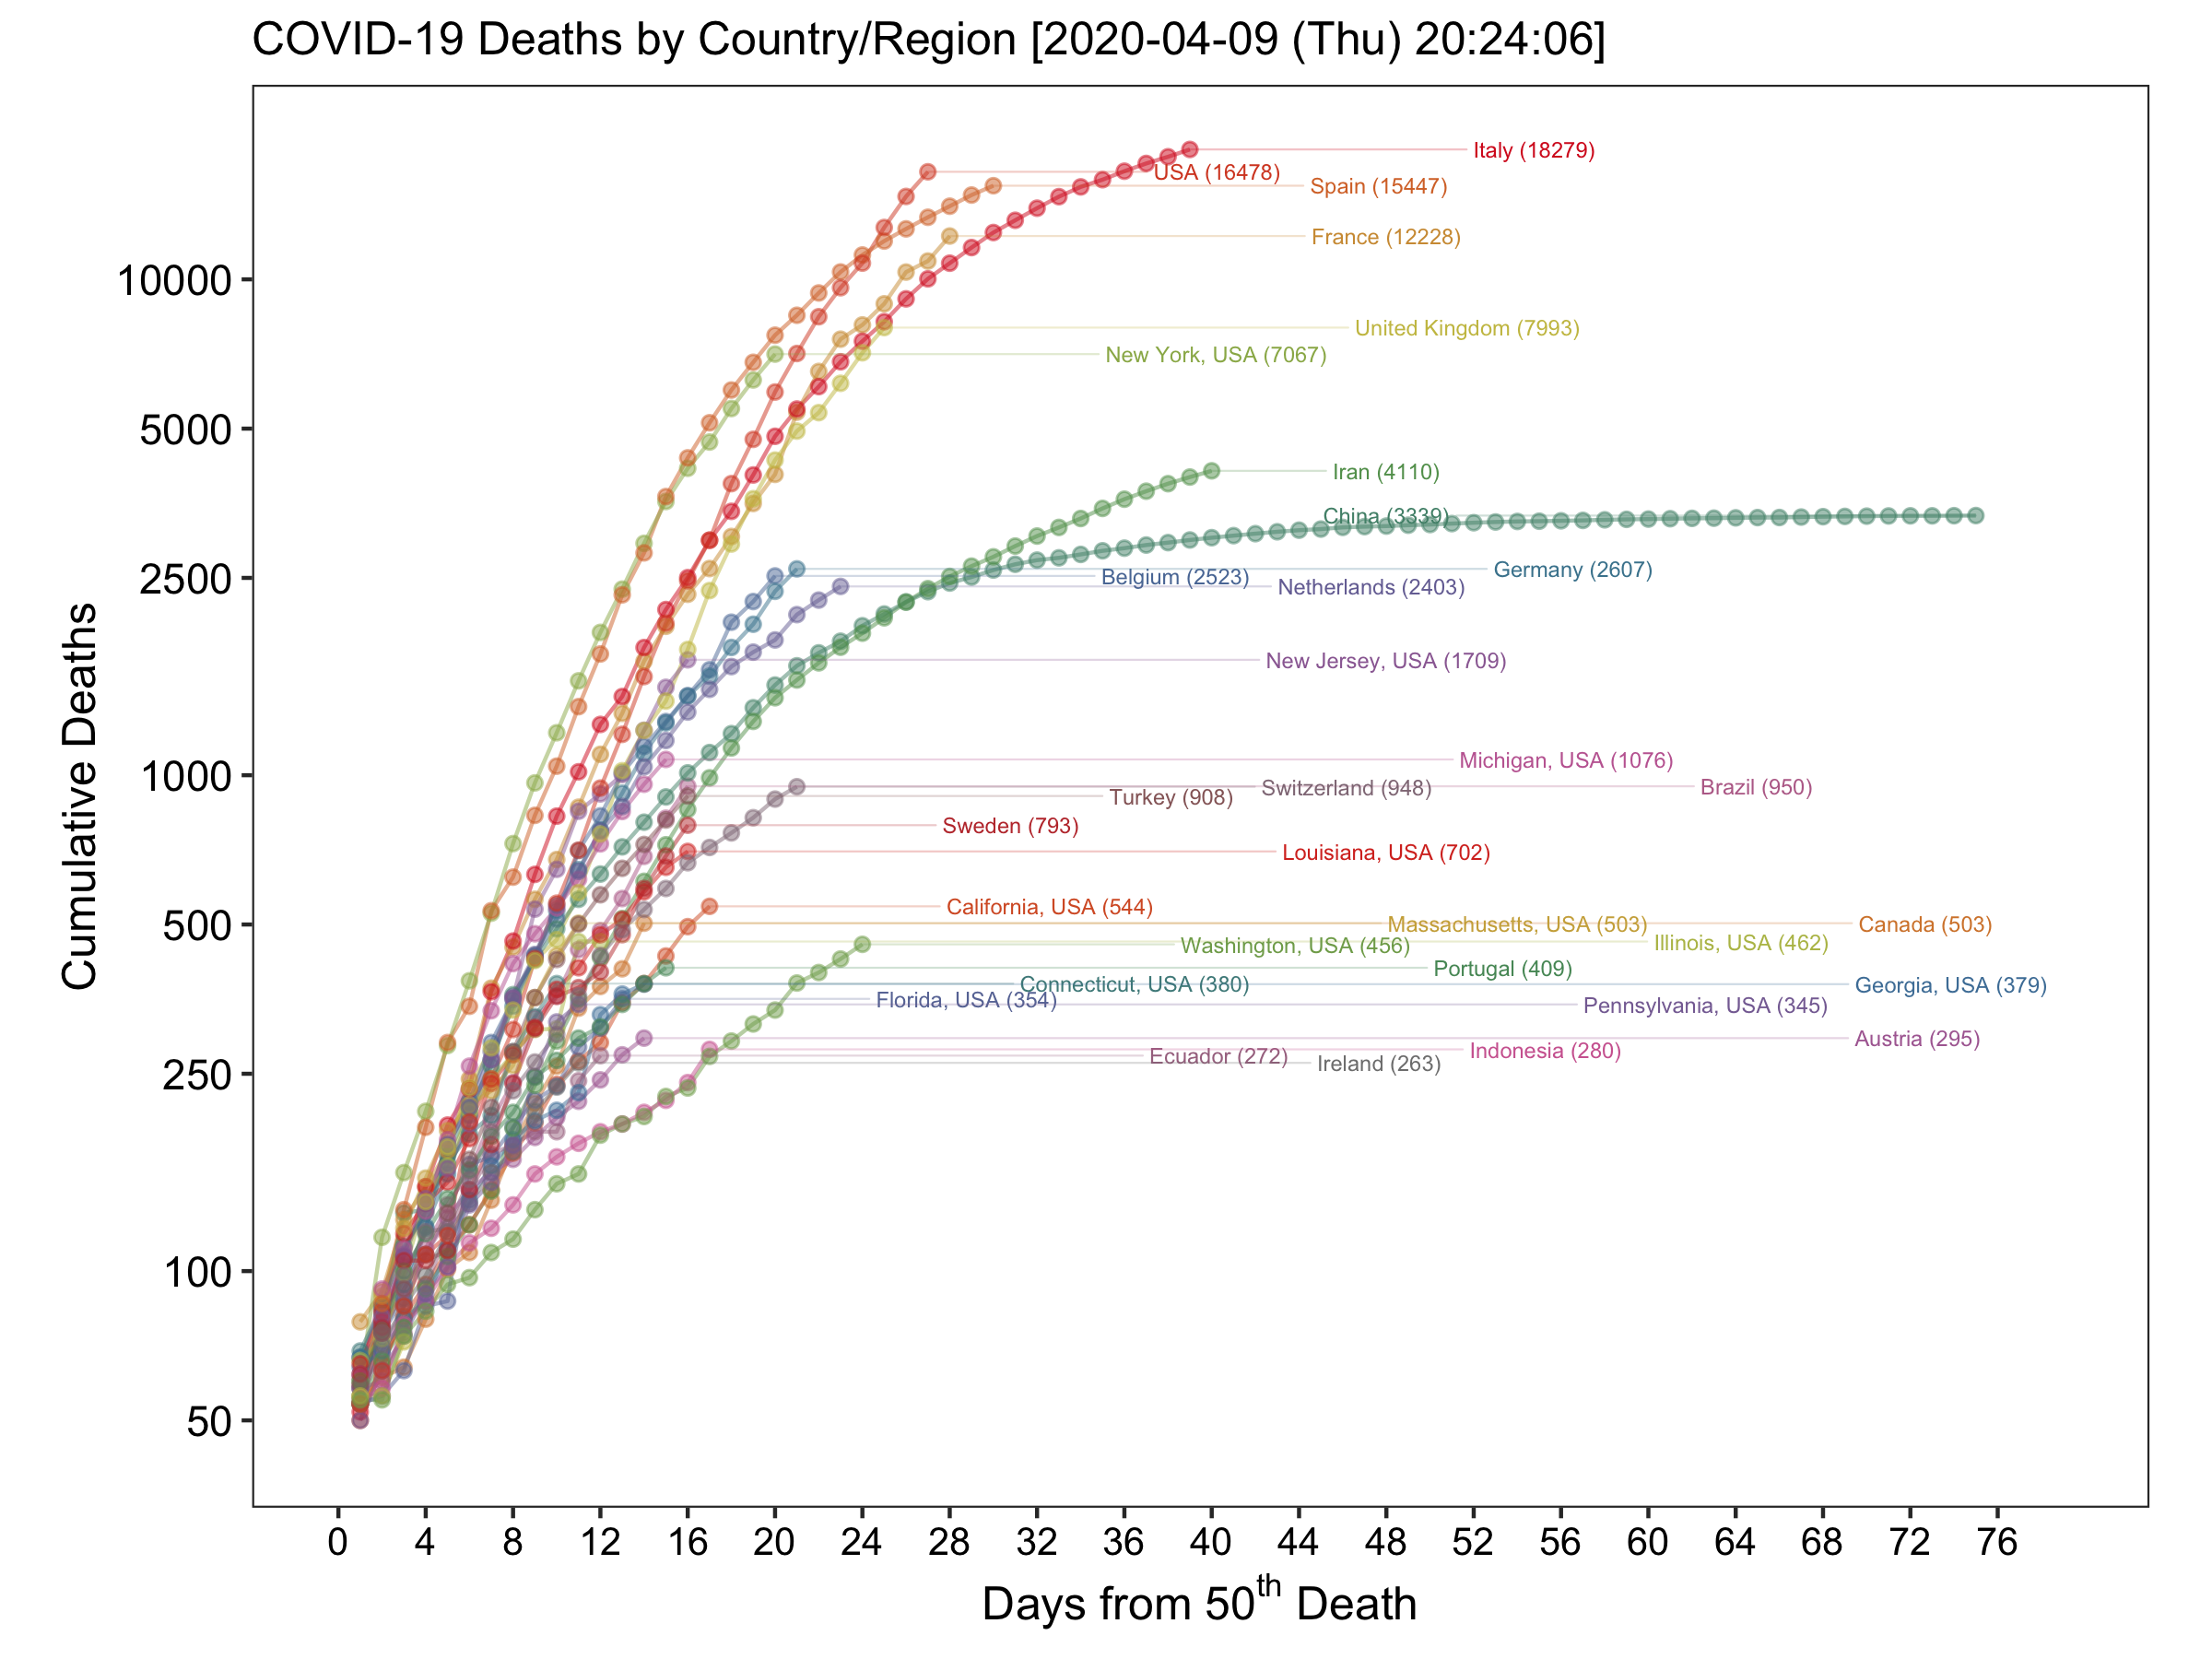 COVID-19 Deaths by Country/Region [2020-04-09 (Thu) 20:24:06]
Italy (18279)
USA (16478)
Spain (15447)
France (12228)
10000
United Kingdom (7993)
New York, USA (7067)
5000
Iran (4110)
China (3339)
Germany (2607)
Belgium (2523)
2500
Netherlands (2403)
New Jersey, USA (1709)
Michigan, USA (1076)
1000
Switzerland (948)
Brazil (950)
Turkey (908)
Sweden (793)
Louisiana, USA (702)
California, USA (544)
500
Massachusetts, USA (503)
Canada (503)
Illinois, USA (462)
Washington, USA (456)
Portugal (409)
Connecticut, USA (380)
Georgia, USA (379)
Florida, USA (354)
Pennsylvania, USA (345)
Austria (295)
Indonesia (280)
Ecuador (272)
Ireland (263)
250
100
50
Cumulative Deaths
0 4 8 12 16 20 24 28 32 36 40 44 48 52 56 60 64 68 72 76
Days from 50th Death